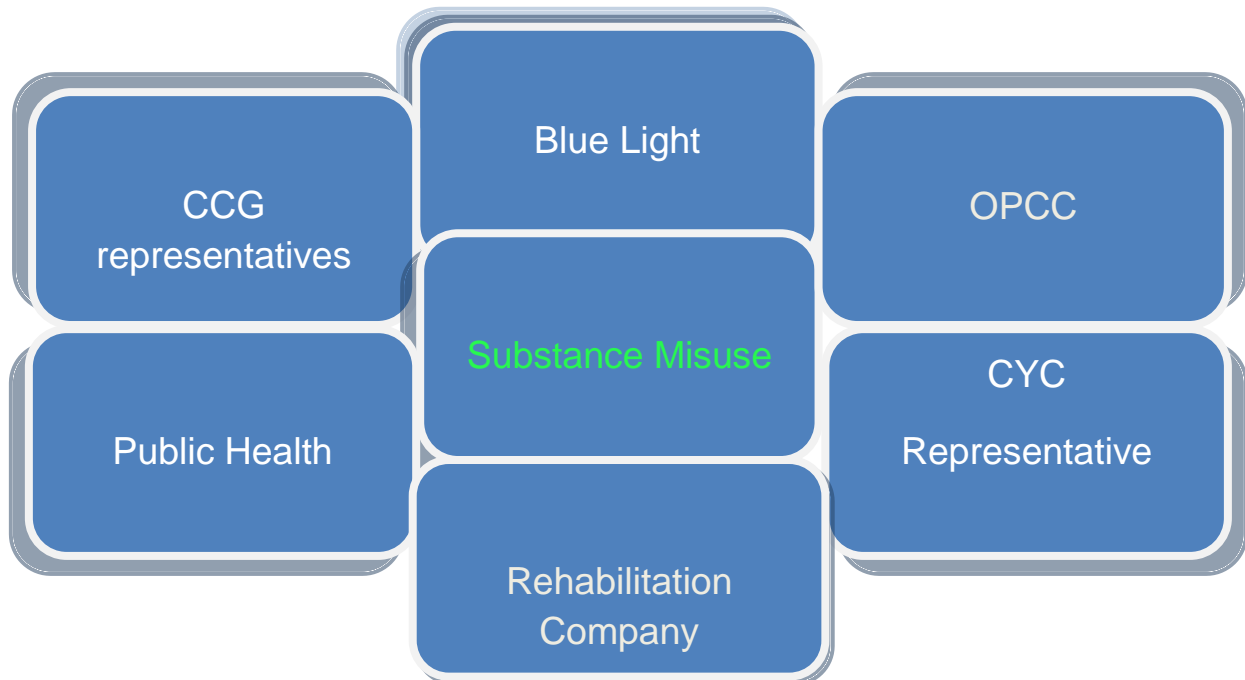 Blue Light
CCG
representatives
OPCC
Substance Misuse
CYC
Representative
Public Health
Rehabilitation
Company